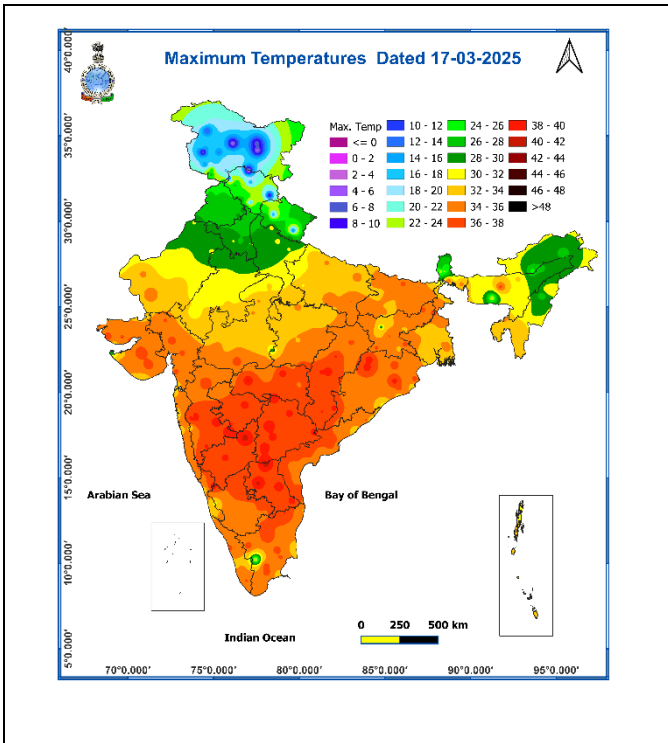 Maximum Temperatures Dated 17-03-2025
Max. Temp
<= 0
0 - 2
2 - 4
4 - 6
6 - 8
8 - 10
10 - 12
12 - 14
14 - 16
16 - 18
18 - 20
20 - 22
22 - 24
24 - 26
26 - 28
28 - 30
30 - 32
32 - 34
34 - 36
36 - 38
38 - 40
40 - 42
42 - 44
44 - 46
46 - 48
>48
40°0.000'
35°0.000'
30°0.000'
25°0.000'
20°0.000'
15°0.000'
10°0.000'
5°0.000'
Arabian Sea
Bay of Bengal
Indian Ocean
0 250 500 km
70°0.000' 75°0.000' 80°0.000' 85°0.000' 90°0.000' 95°0.000'